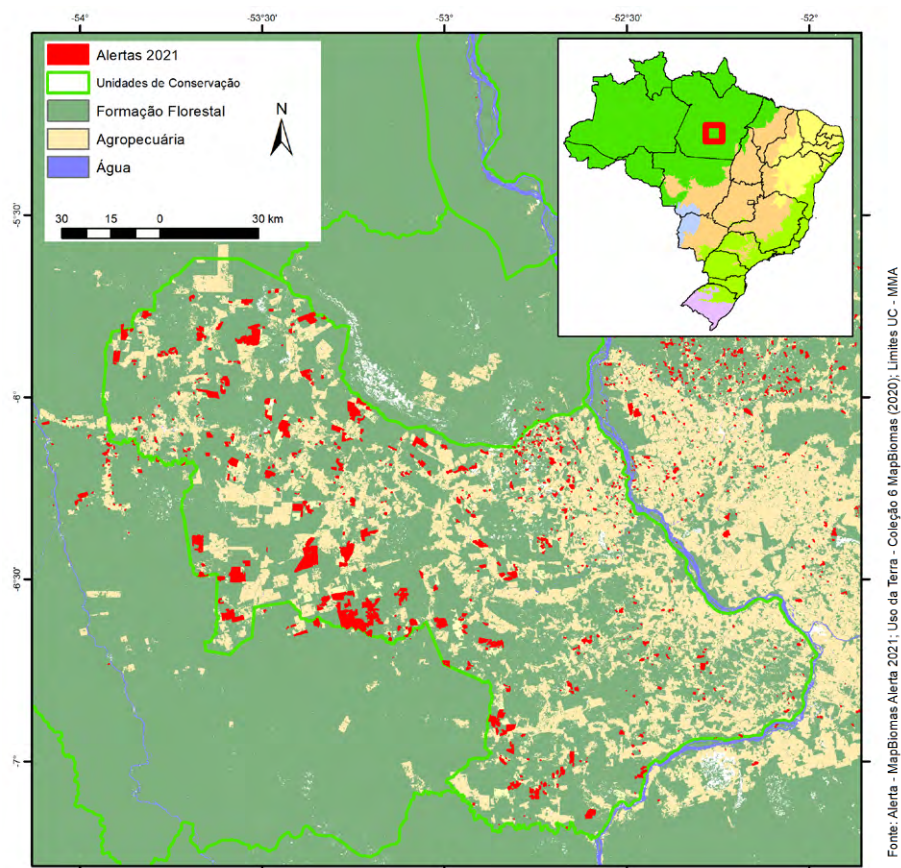 -54°
-53°30'
-53°
-52°30'
-52°
Alertas 2021
Unidades de Conservação
Formação Florestal
Agropecuária
Água
N
30 15 0 30 km
-5°30'
-6°
-6°30'
-7°
Fonte: Alerta - MapBiomas Alerta 2021; Uso da Terra - Coleção 6 MapBiomas (2020); Limites UC - MMA